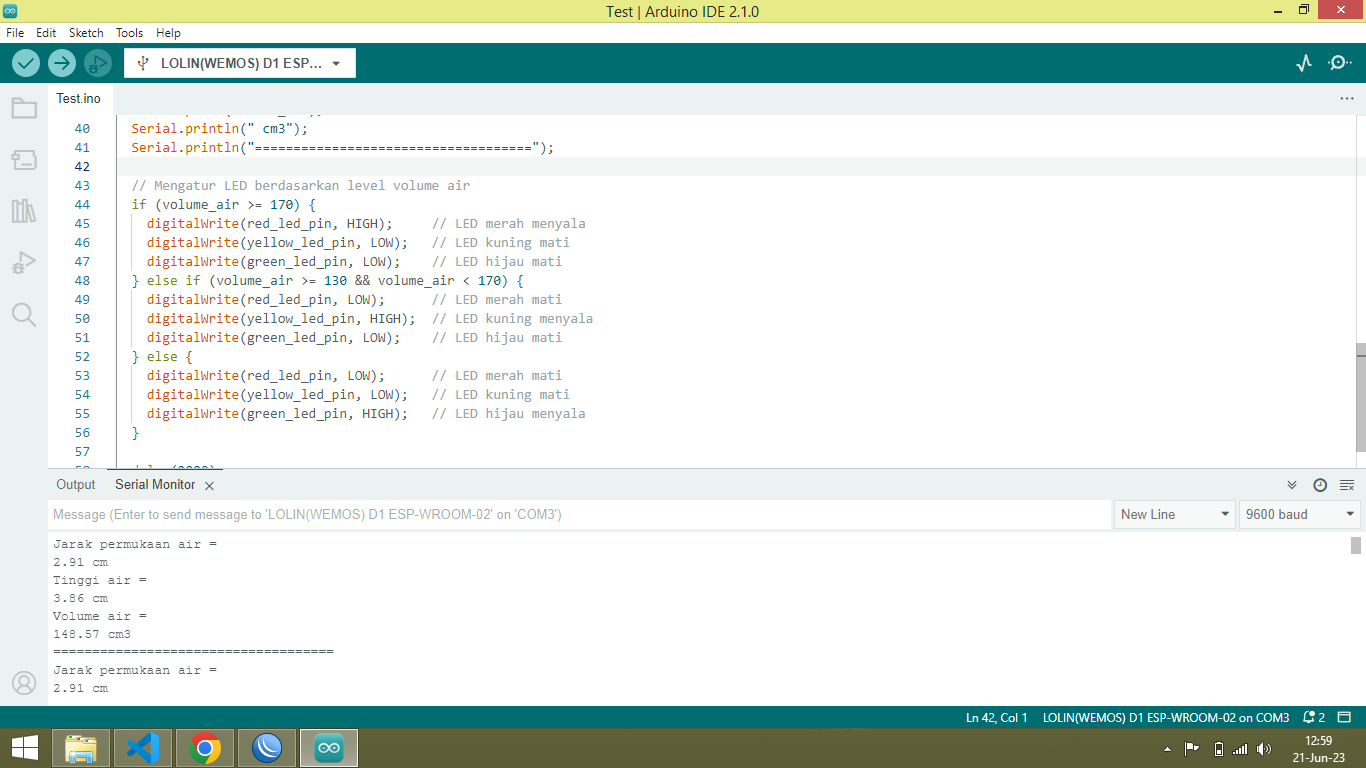 Test | Arduino IDE 2.1.0
File Edit Sketch Tools Help
LOLIN(WEMOS) D1 ESP...
Test.ino
40 Serial.println(" cm3");
41 Serial.println("====================================");
42
43 // Mengatur LED berdasarkan level volume air
44 if (volume_air >= 170) {
45 digitalWrite(red_led_pin, HIGH); // LED merah menyala
46 digitalWrite(yellow_led_pin, LOW); // LED kuning mati
47 digitalWrite(green_led_pin, LOW); // LED hijau mati
48 } else if (volume_air >= 130 && volume_air < 170) {
49 digitalWrite(red_led_pin, LOW); // LED merah mati
50 digitalWrite(yellow_led_pin, HIGH); // LED kuning menyala
51 digitalWrite(green_led_pin, LOW); // LED hijau mati
52 } else {
53 digitalWrite(red_led_pin, LOW); // LED merah mati
54 digitalWrite(yellow_led_pin, LOW); // LED kuning mati
55 digitalWrite(green_led_pin, HIGH); // LED hijau menyala
56 }
57
Output Serial Monitor
Message (Enter to send message to 'LOLIN(WEMOS) D1 ESP-WROOM-02' on 'COM3')
New Line 9600 baud
Jarak permukaan air =
2.91 cm
Tinggi air =
3.86 cm
Volume air =
148.57 cm3
====================================
Jarak permukaan air =
2.91 cm
Ln 42, Col 1 LOLIN(WEMOS) D1 ESP-WROOM-02 on COM3 2
12:59
21-Jun-23